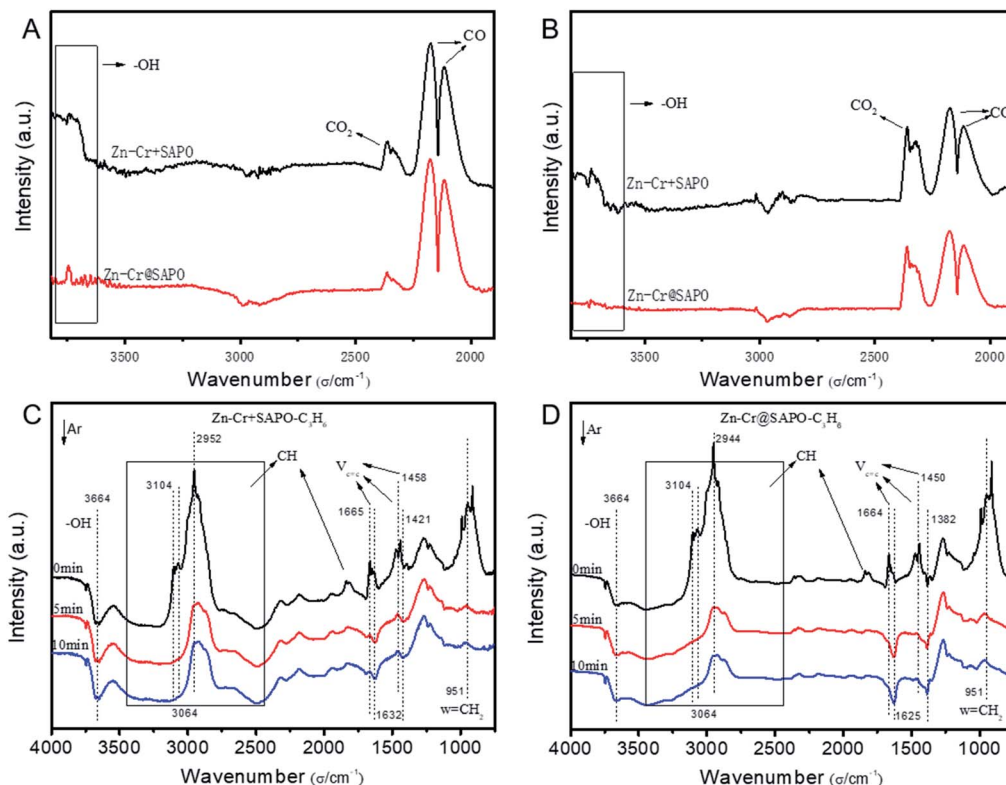 A
-OH
CO
CO₂
Zn-Cr+SAPO
Zn-Cr@SAPO
Intensity (a.u.)
3500
3000
2500
2000
Wavenumber (σ/cm⁻¹)
B
-OH
CO₂
CO
Zn-Cr+SAPO
Zn-Cr@SAPO
Intensity (a.u.)
3500
3000
2500
2000
Wavenumber (σ/cm⁻¹)
C
Ar
Zn-Cr+SAPO-C₃H₆
2952
CH
V_C=C
1458
3104
3664
1665
1421
-OH
0min
5min
10min
951
3064
1632
w=CH₂
Intensity (a.u.)
4000
3500
3000
2500
2000
1500
1000
Wavenumber (σ/cm⁻¹)
D
Ar
Zn-Cr@SAPO-C₃H₆
2944
CH
V_C=C
1450
3104
3664
1664
1382
-OH
0min
5min
10min
951
3064
1625
w=CH₂
Intensity (a.u.)
4000
3500
3000
2500
2000
1500
1000
Wavenumber (σ/cm⁻¹)